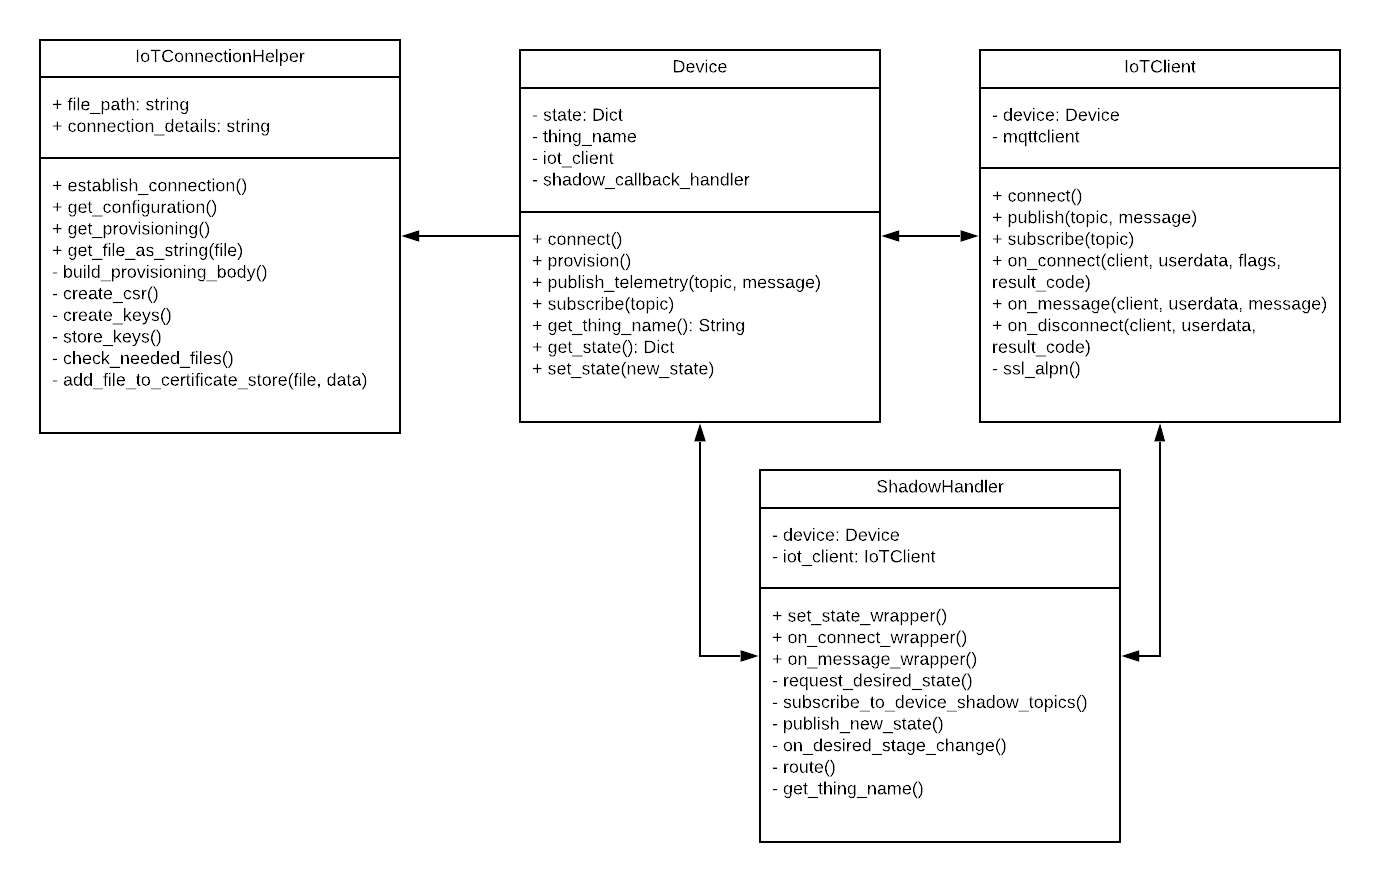 IoTConnectionHelper
+ file_path: string
+ connection_details: string
+ establish_connection()
+ get_configuration()
+ get_provisioning()
+ get_file_as_string(file)
- build_provisioning_body()
- create_csr()
- create_keys()
- store_keys()
- check_needed_files()
- add_file_to_certificate_store(file, data)
Device
- state: Dict
- thing_name
- iot_client
- shadow_callback_handler
+ connect()
+ provision()
+ publish_telemetry(topic, message)
+ subscribe(topic)
+ get_thing_name(): String
+ get_state(): Dict
+ set_state(new_state)
IoTClient
- device: Device
- mqttclient
+ connect()
+ publish(topic, message)
+ subscribe(topic)
+ on_connect(client, userdata, flags,
result_code)
+ on_message(client, userdata, message)
+ on_disconnect(client, userdata,
result_code)
- ssl_alpn()
ShadowHandler
- device: Device
- iot_client: IoTClient
+ set_state_wrapper()
+ on_connect_wrapper()
+ on_message_wrapper()
- request_desired_state()
- subscribe_to_device_shadow_topics()
- publish_new_state()
- on_desired_stage_change()
- route()
- get_thing_name()